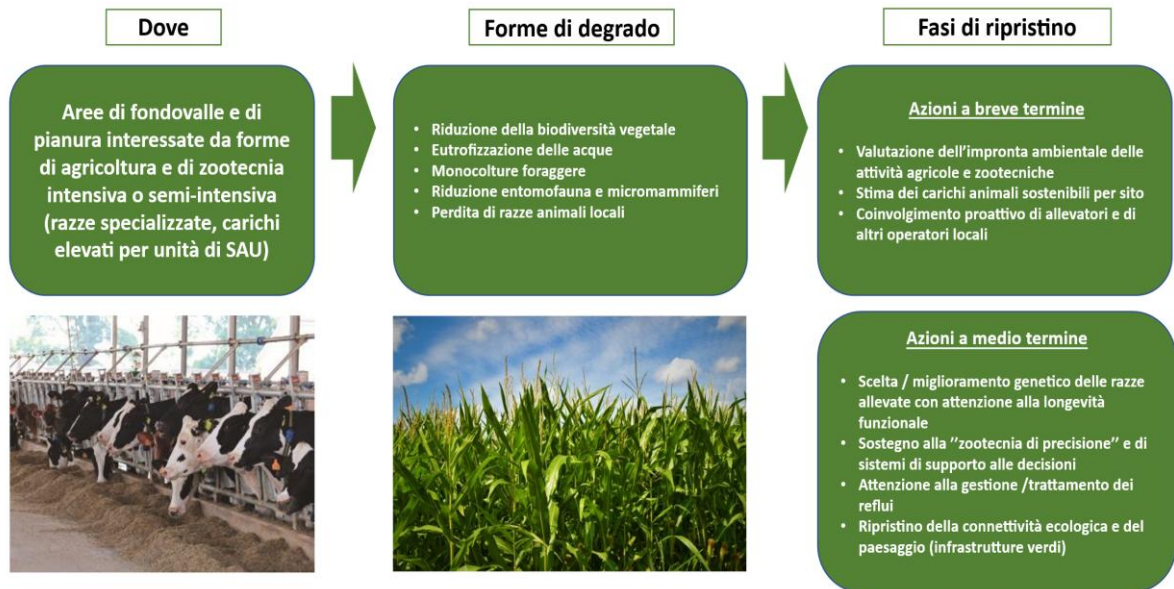 Dove
Aree di fondovalle e di
pianura interessate da forme
di agricoltura e di zootecnia
intensiva o semi-intensiva
(razze specializzate, carichi
elevati per unità di SAU)
Forme di degrado
• Riduzione della biodiversità vegetale
• Eutrofizzazione delle acque
• Monocolture foraggere
• Riduzione entomofauna e micromammiferi
• Perdita di razze animali locali
Fasi di ripristino
Azioni a breve termine
• Valutazione dell’impronta ambientale delle
attività agricole e zootecniche
• Stima dei carichi animali sostenibili per sito
• Coinvolgimento proattivo di allevatori e di
altri operatori locali
Azioni a medio termine
• Scelta / miglioramento genetico delle razze
allevate con attenzione alla longevità
funzionale
• Sostegno alla ’’zootecnia di precisione’’ e di
sistemi di supporto alle decisioni
• Attenzione alla gestione /trattamento dei
reflui
• Ripristino della connettività ecologica e del
paesaggio (infrastrutture verdi)